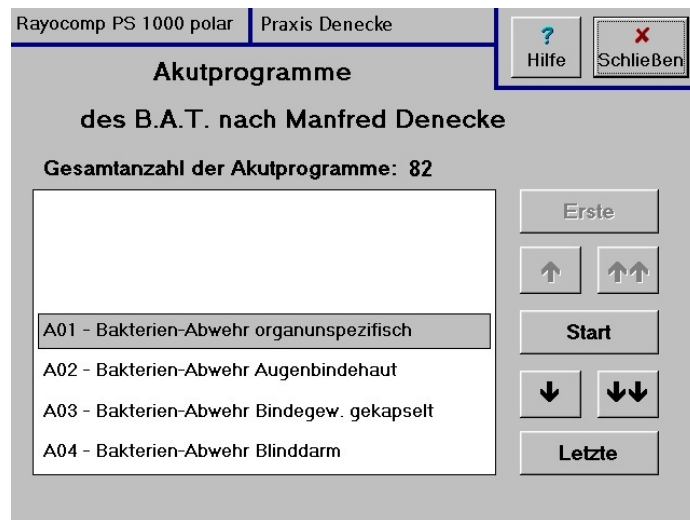 Rayocomp PS 1000 polar
Praxis Denecke
?
Hilfe
Schließen
Akutprogramme
des B.A.T. nach Manfred Denecke
Gesamtanzahl der Akutprogramme: 82
Erste
A01 - Bakterien-Abwehr organunspezifisch
Start
A02 - Bakterien-Abwehr Augenbindehaut
A03 - Bakterien-Abwehr Bindegew. gekapselt
A04 - Bakterien-Abwehr Blinddarm
Letzte